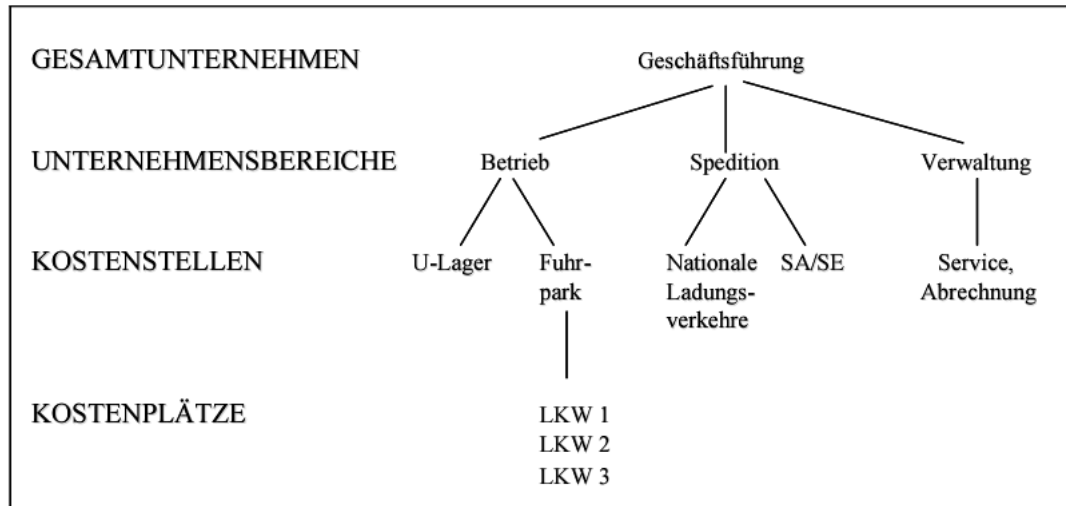 GESAMTUNTERNEHMEN Geschäftsführung
UNTERNEHMENSBEREICHE Betrieb Spedition Verwaltung
KOSTENSTELLEN U-Lager Fuhr- Nationale SA/SE Service,
park Ladungs- Abrechnung
verkehre
KOSTENPLÄTZE LKW 1
LKW 2
LKW 3